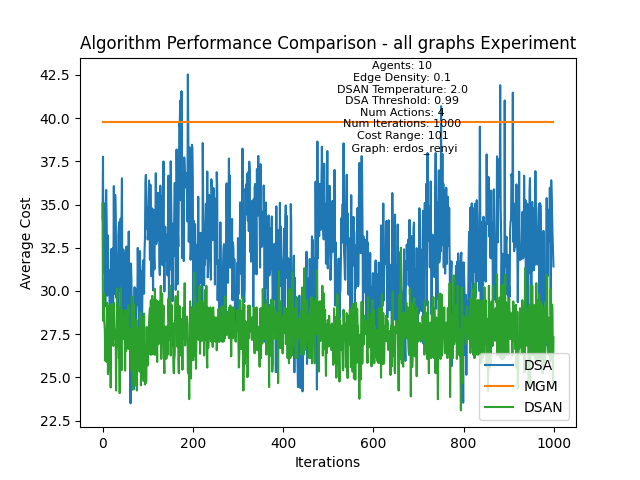 Algorithm Performance Comparison - all graphs Experiment
Agents: 10
Edge Density: 0.1
DSAN Temperature: 2.0
DSA Threshold: 0.99
Num Actions: 4
Num Iterations: 1000
Cost Range: 101
Graph: erdos_renyi
42.5
40.0
37.5
35.0
32.5
30.0
27.5
25.0
22.5
Average Cost
0
200
400
600
800
1000
Iterations
DSA
MGM
DSAN